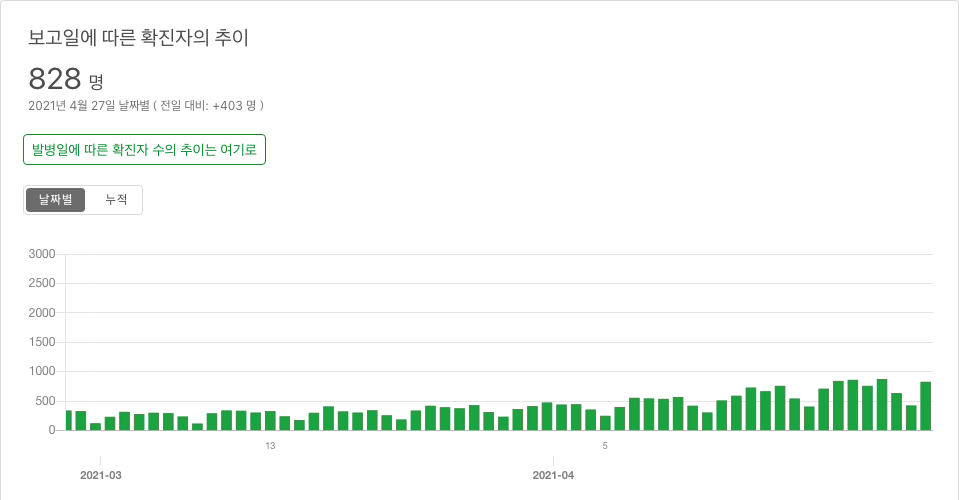 보고일에 따른 확진자의 추이
828 명
2021년 4월 27일 날짜별 ( 전일 대비: +403 명 )
발병일에 따른 확진자 수의 추이는 여기로
날짜별 누적
3000
2500
2000
1500
1000
500
0
13 5
2021-03 2021-04